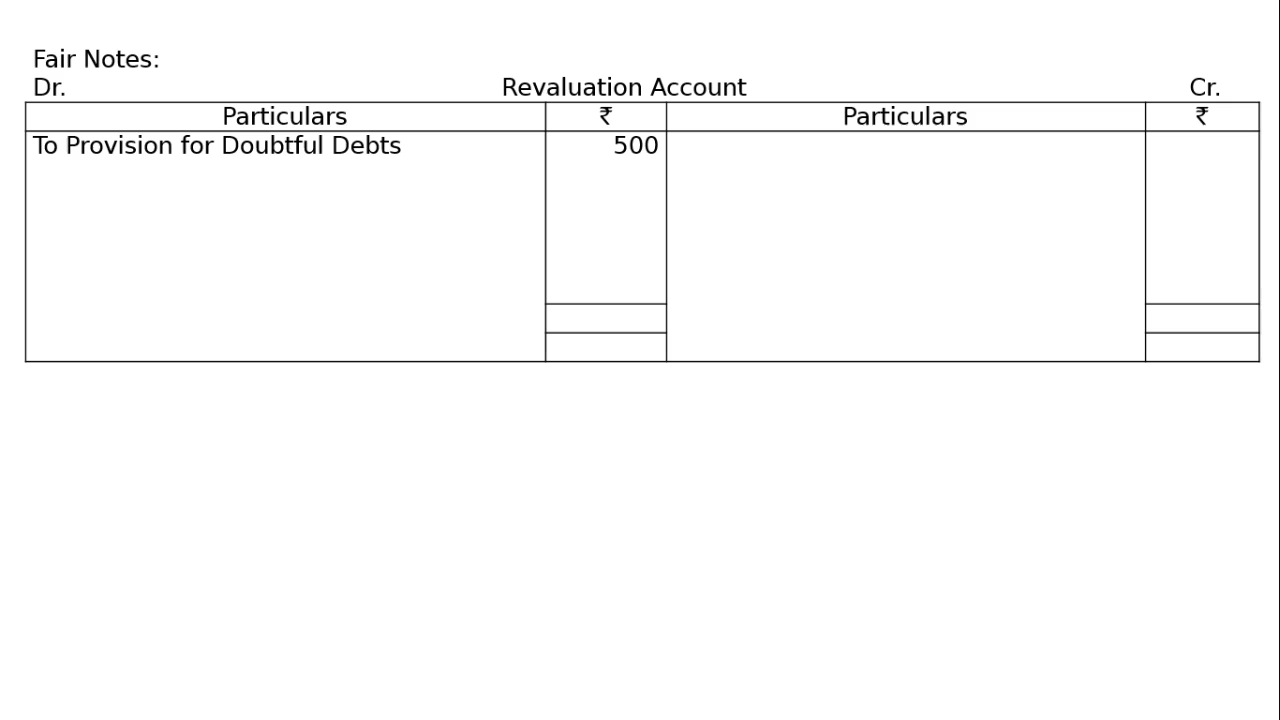 Fair Notes:
Dr. Revaluation Account Cr.
Particulars ₹ Particulars ₹
To Provision for Doubtful Debts 500